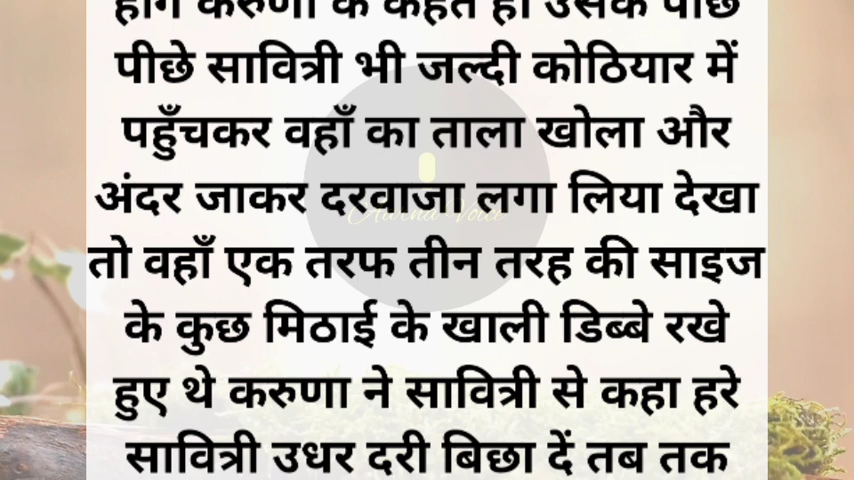 होंगे करुणा के कहते ही उसके पीछे
पीछे सावित्री भी जल्दी कोठियार में
पहुँचकर वहाँ का ताला खोला और
अंदर जाकर दरवाजा लगा लिया देखा
तो वहाँ एक तरफ तीन तरह की साइज
के कुछ मिठाई के खाली डिब्बे रखे
हुए थे करुणा ने सावित्री से कहा हरे
सावित्री उधर दरी बिछा दें तब तक